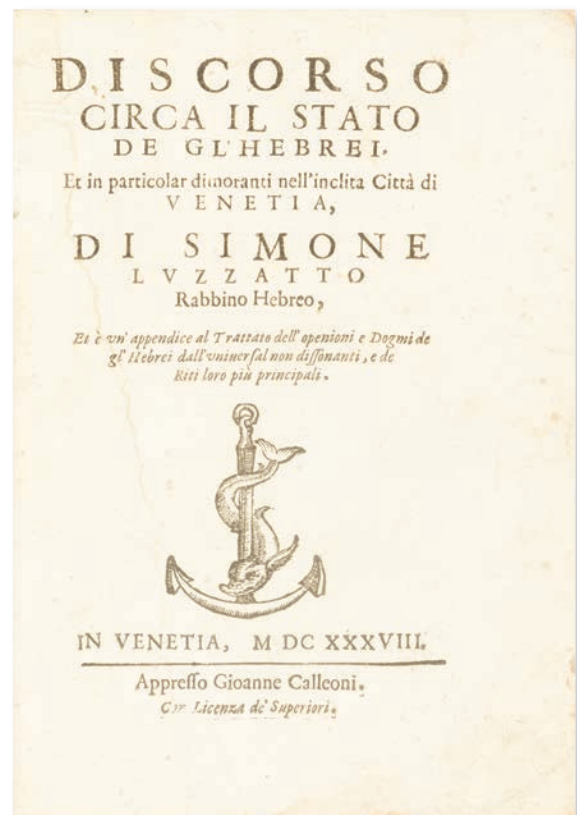 DISCORSO
CIRCA IL STATO
DE GL'HEBREI.
Et in particolar dimoranti nell'inclita Città di
VENETIA,
DI SIMONE
LVZZATTO
Rabbino Hebreo,
Et è vn' appendice al Trattato dell'openioni e Dogmi de
gl'Hebrei dall'vniuerſal non diſſonanti, e de
Riti loro più principali.
IN VENETIA, M DC XXXVIII.
Appreſſo Gioanne Calleoni.
Con Licenza de' Superiori.